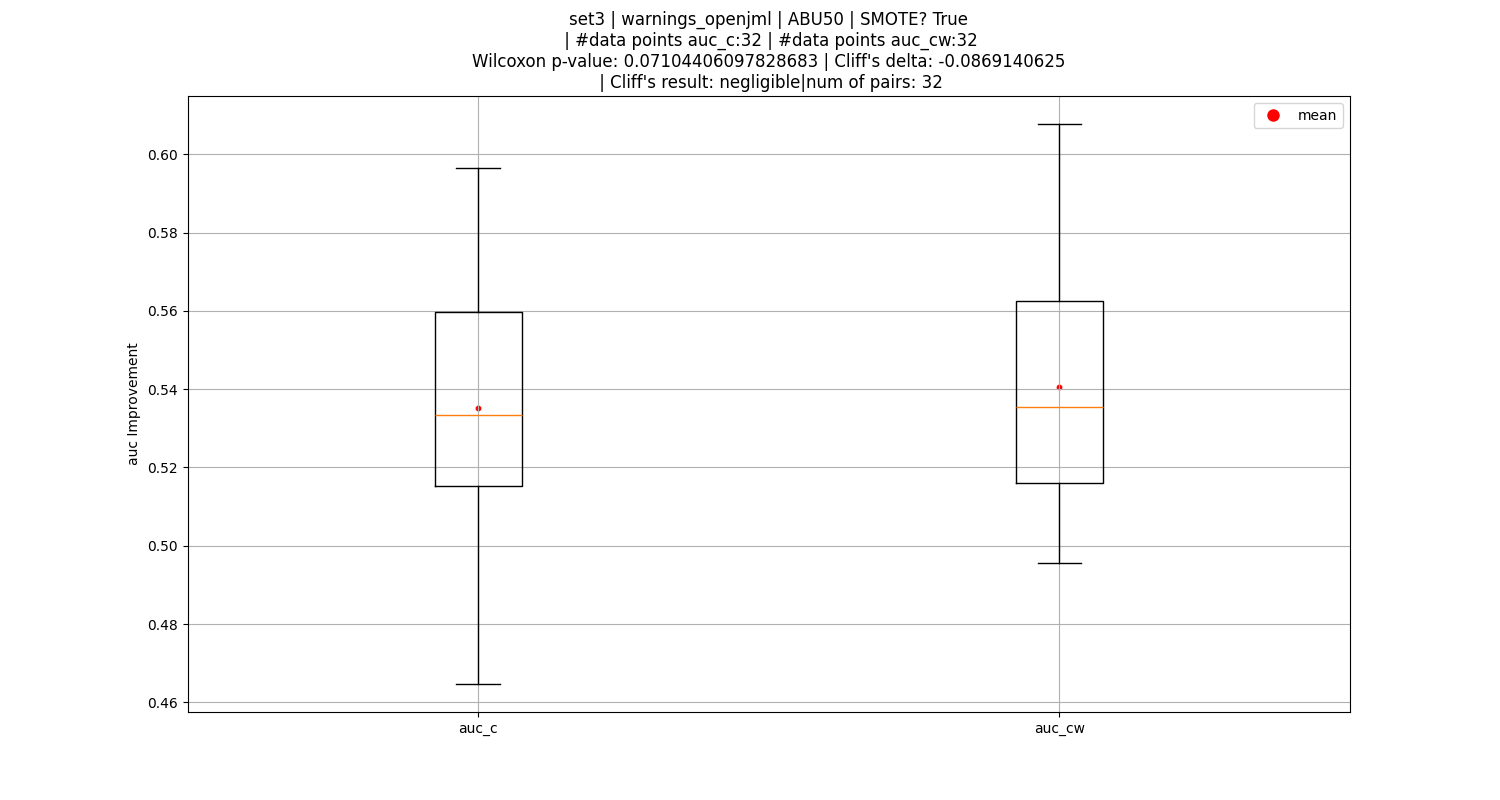 set3 | warnings_openjml | ABU50 | SMOTE? True
| #data points auc_c:32 | #data points auc_cw:32
Wilcoxon p-value: 0.07104406097828683 | Cliff's delta: -0.0869140625
| Cliff's result: negligible|num of pairs: 32
mean
0.60
0.58
0.56
0.54
0.52
0.50
0.48
0.46
auc Improvement
auc_c
auc_cw